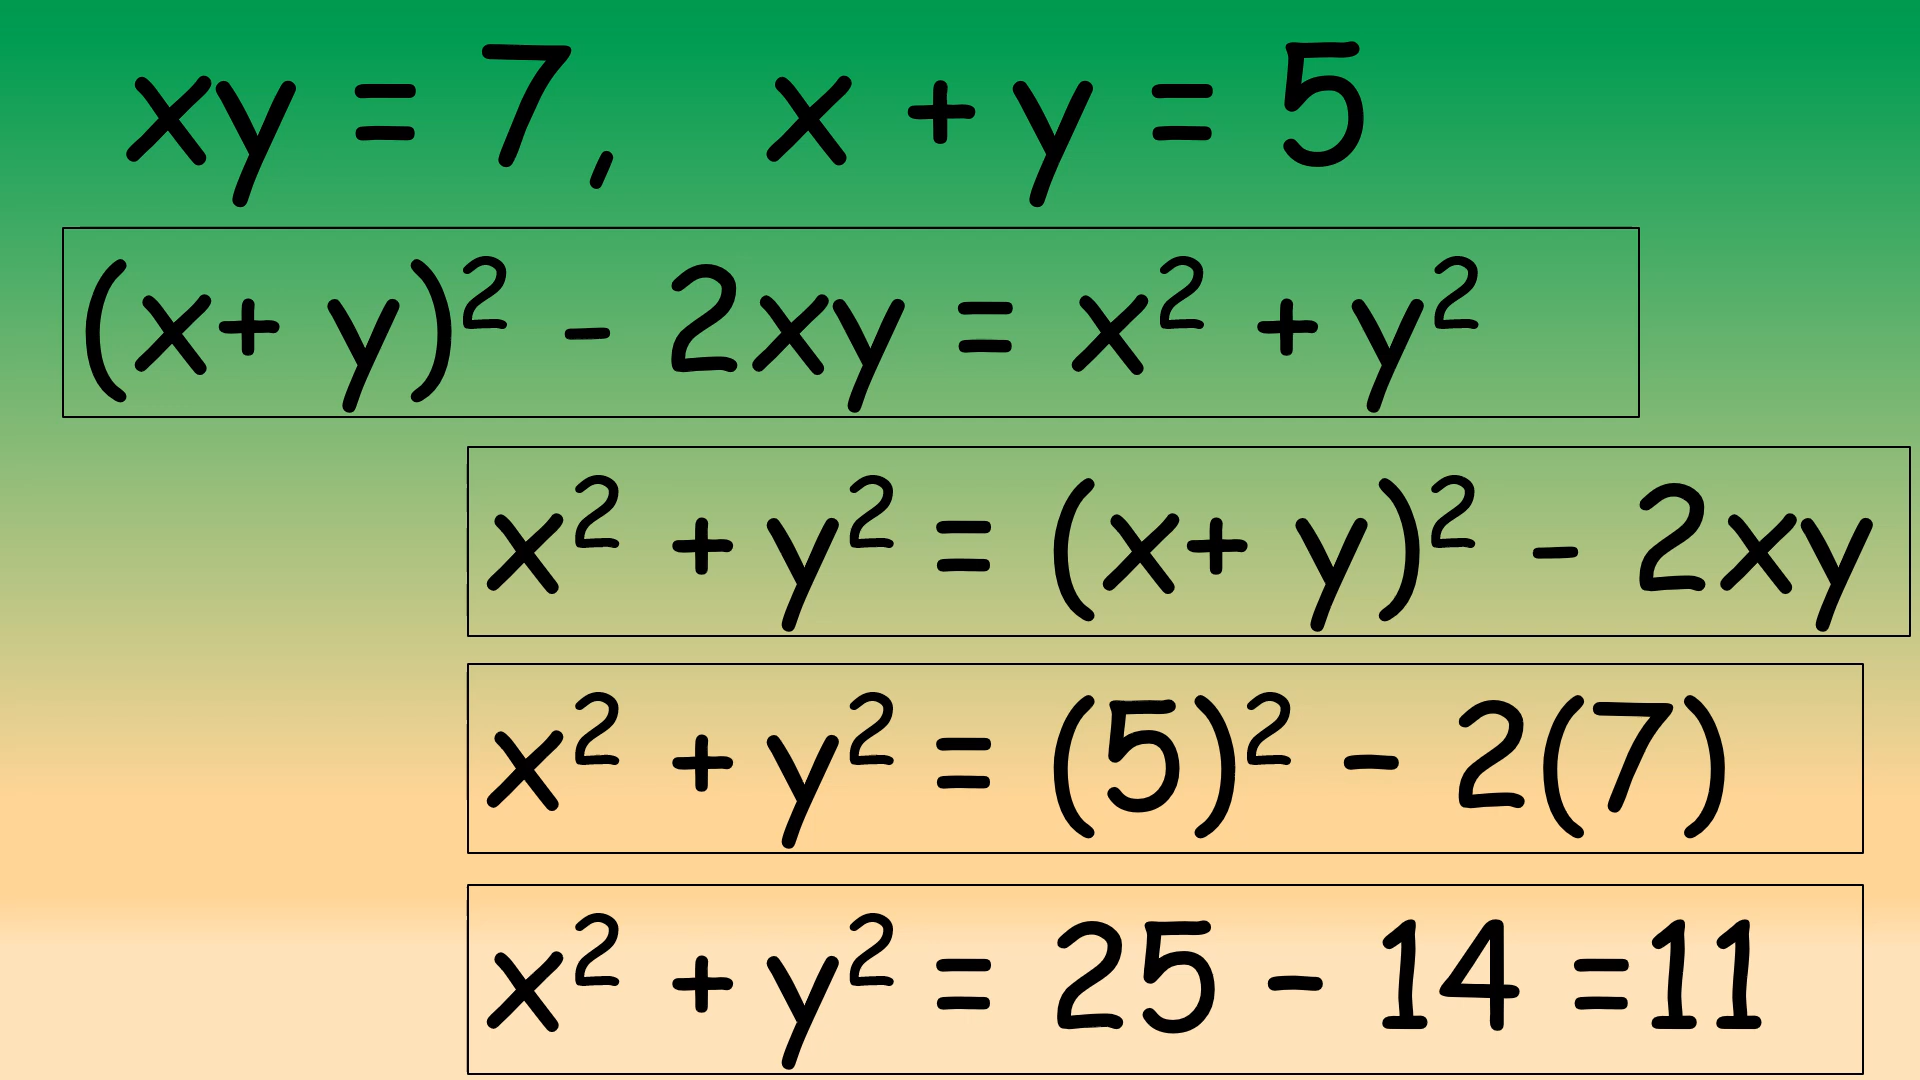 xy = 7, x + y = 5
(x+ y)² - 2xy = x² + y²
x² + y² = (x+ y)² - 2xy
x² + y² = (5)² - 2(7)
x² + y² = 25 - 14 =11